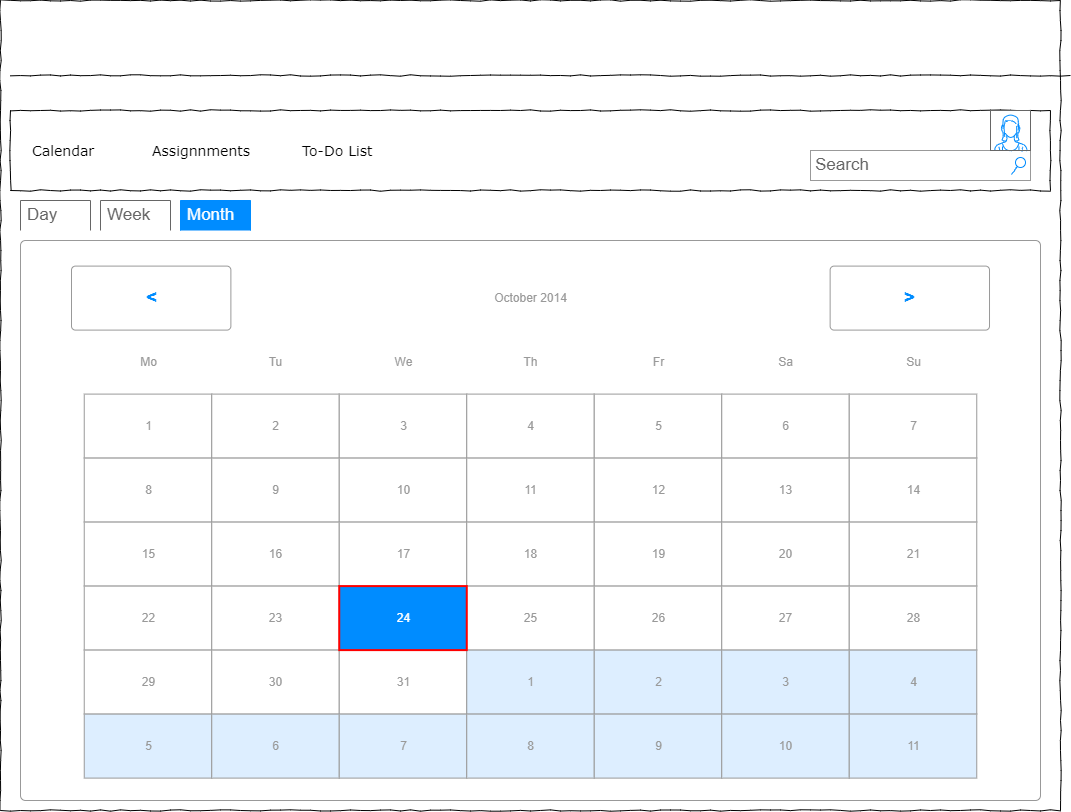 Calendar Assignnments To-Do List
Search
Day Week Month
< October 2014 >
Mo Tu We Th Fr Sa Su
1 2 3 4 5 6 7
8 9 10 11 12 13 14
15 16 17 18 19 20 21
22 23 24 25 26 27 28
29 30 31 1 2 3 4
5 6 7 8 9 10 11